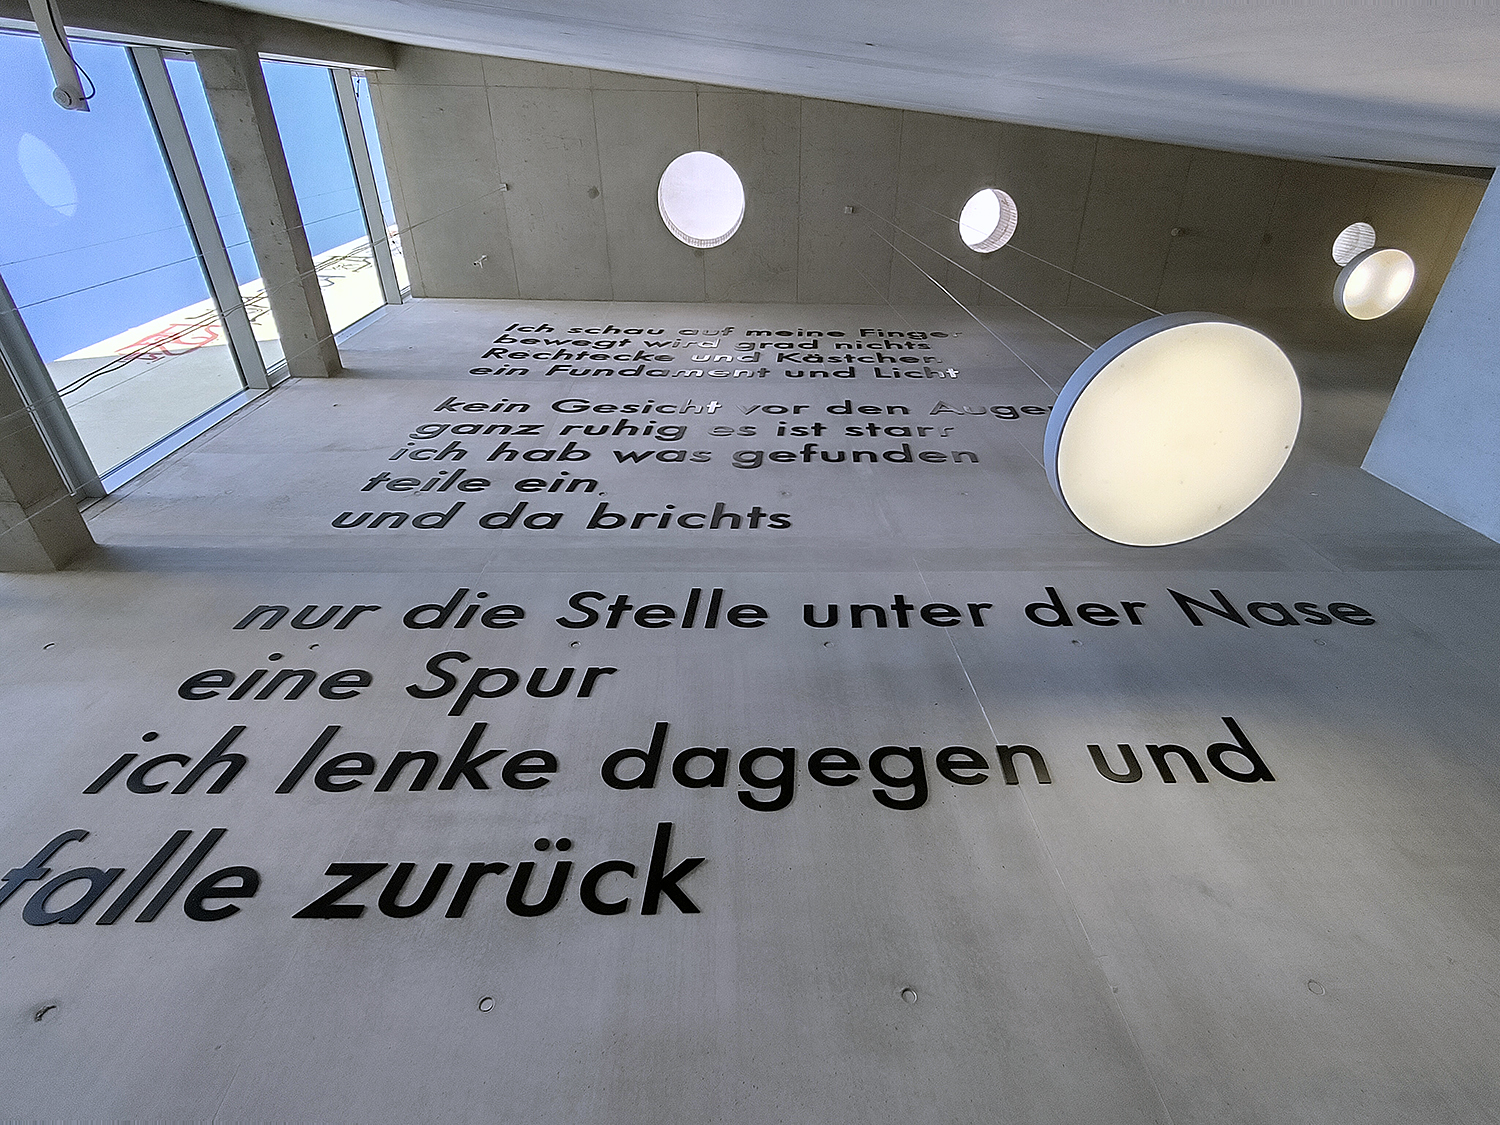 Ich schau auf meine Finger
bewegt wird grad nichts
Rechtecke und Kästchen
ein Fundament und Licht
kein Gesicht vor den Augen
ganz ruhig es ist starr
ich hab was gefunden
teile ein
und da brichts
nur die Stelle unter der Nase
eine Spur
ich lenke dagegen und
falle zurück